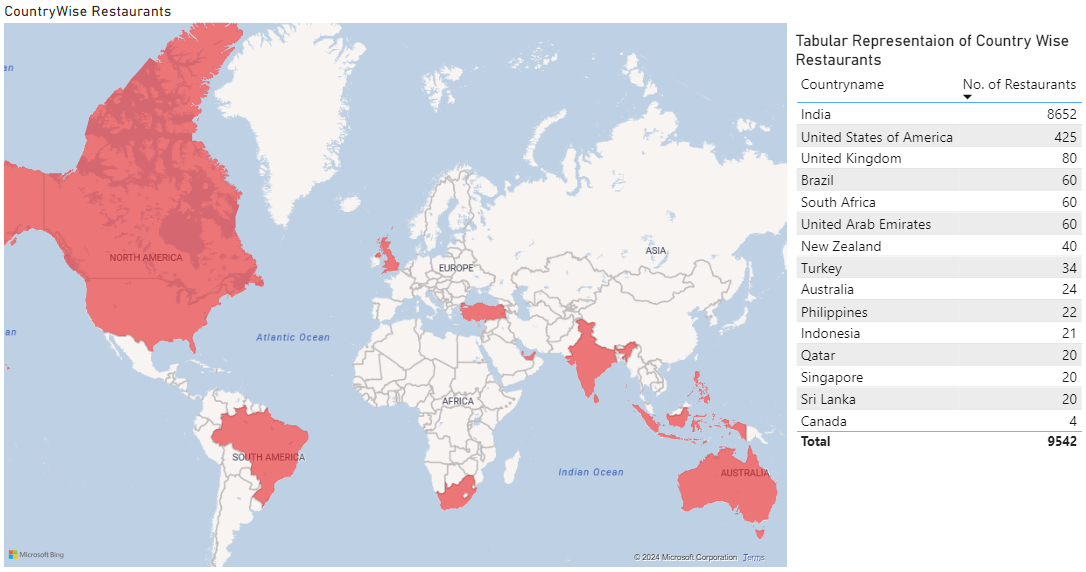 CountryWise Restaurants
an
NORTH AMERICA
ASIA
EUROPE
an
Atlantic Ocean
AFRICA
SOUTH AMERICA
Indian Ocean
AUSTRALIA
Microsoft Bing
© 2024 Microsoft Corporation Terms
Tabular Representaion of Country Wise
Restaurants
Countryname No. of Restaurants
India 8652
United States of America 425
United Kingdom 80
Brazil 60
South Africa 60
United Arab Emirates 60
New Zealand 40
Turkey 34
Australia 24
Philippines 22
Indonesia 21
Qatar 20
Singapore 20
Sri Lanka 20
Canada 4
Total 9542